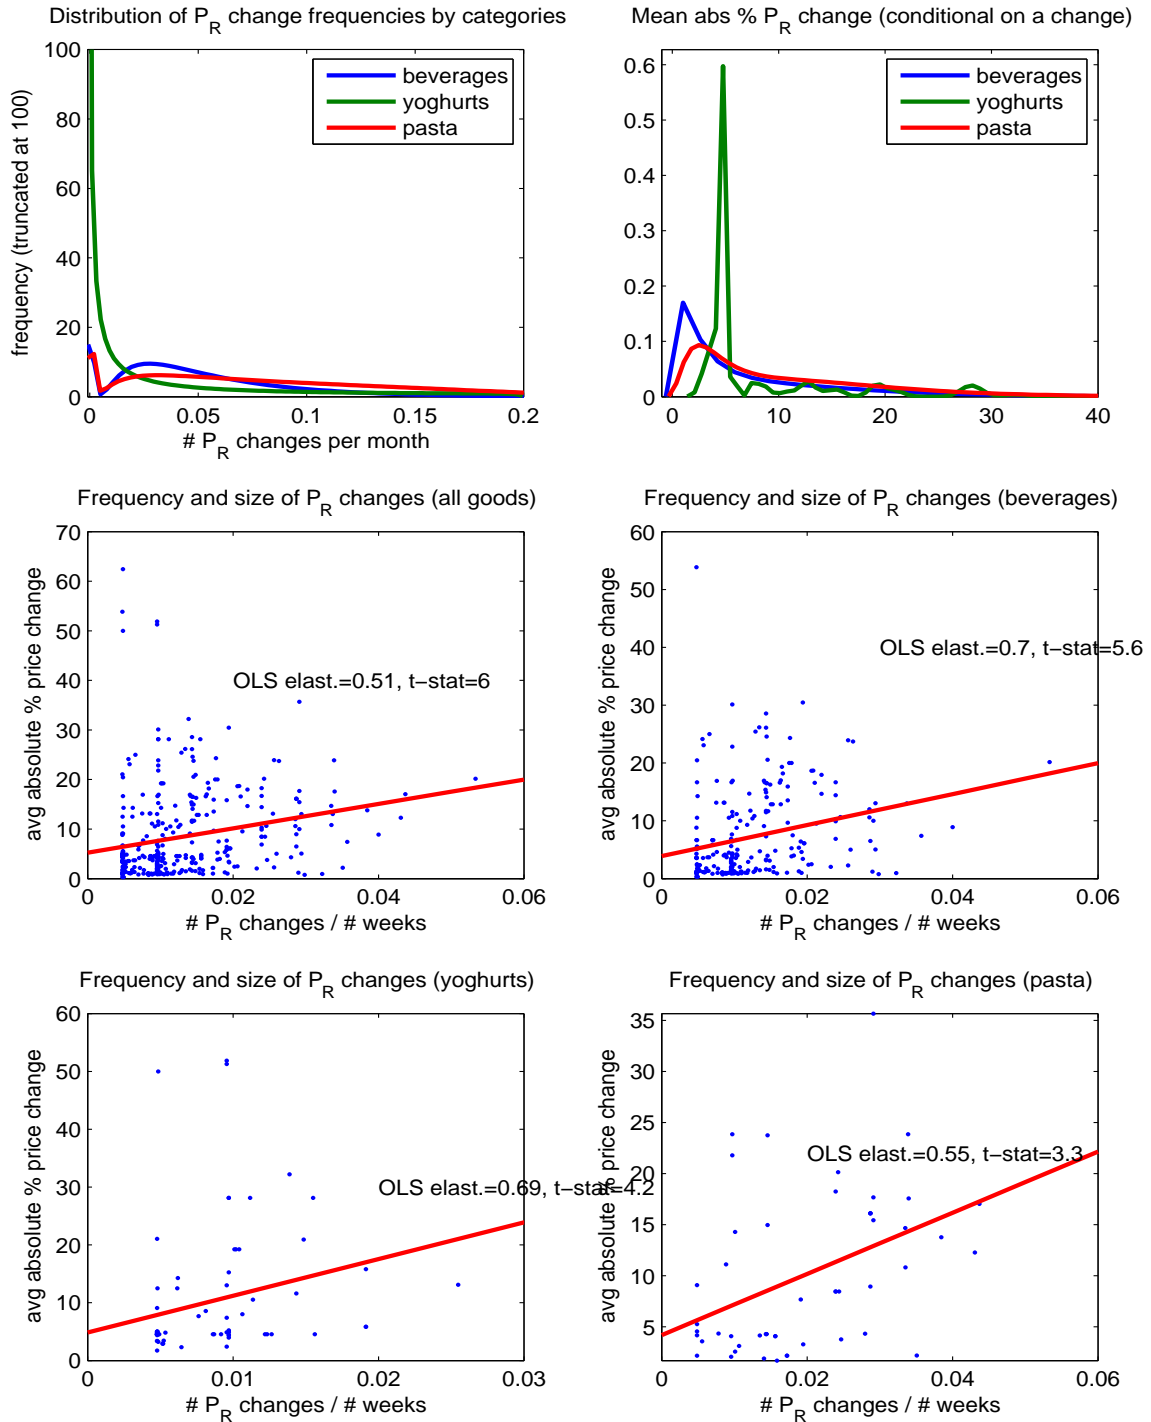 Distribution of P_R change frequencies by categories
frequency (truncated at 100)
100
80
60
40
20
0
beverages
yoghurts
pasta
0 0.05 0.1 0.15 0.2
# P_R changes per month
Mean abs % P_R change (conditional on a change)
0.6
0.5
0.4
0.3
0.2
0.1
0
beverages
yoghurts
pasta
0 10 20 30 40
Frequency and size of P_R changes (all goods)
avg absolute % price change
70
60
50
40
30
20
10
0
OLS elast.=0.51, t-stat=6
0 0.02 0.04 0.06
# P_R changes / # weeks
Frequency and size of P_R changes (beverages)
avg absolute % price change
60
50
40
30
20
10
0
OLS elast.=0.7, t-stat=5.6
0 0.02 0.04 0.06
# P_R changes / # weeks
Frequency and size of P_R changes (yoghurts)
avg absolute % price change
60
50
40
30
20
10
0
OLS elast.=0.69, t-stat=4.2
0 0.01 0.02 0.03
# P_R changes / # weeks
Frequency and size of P_R changes (pasta)
avg absolute % price change
35
30
25
20
15
10
5
OLS elast.=0.55, t-stat=3.3
0 0.02 0.04 0.06
# P_R changes / # weeks